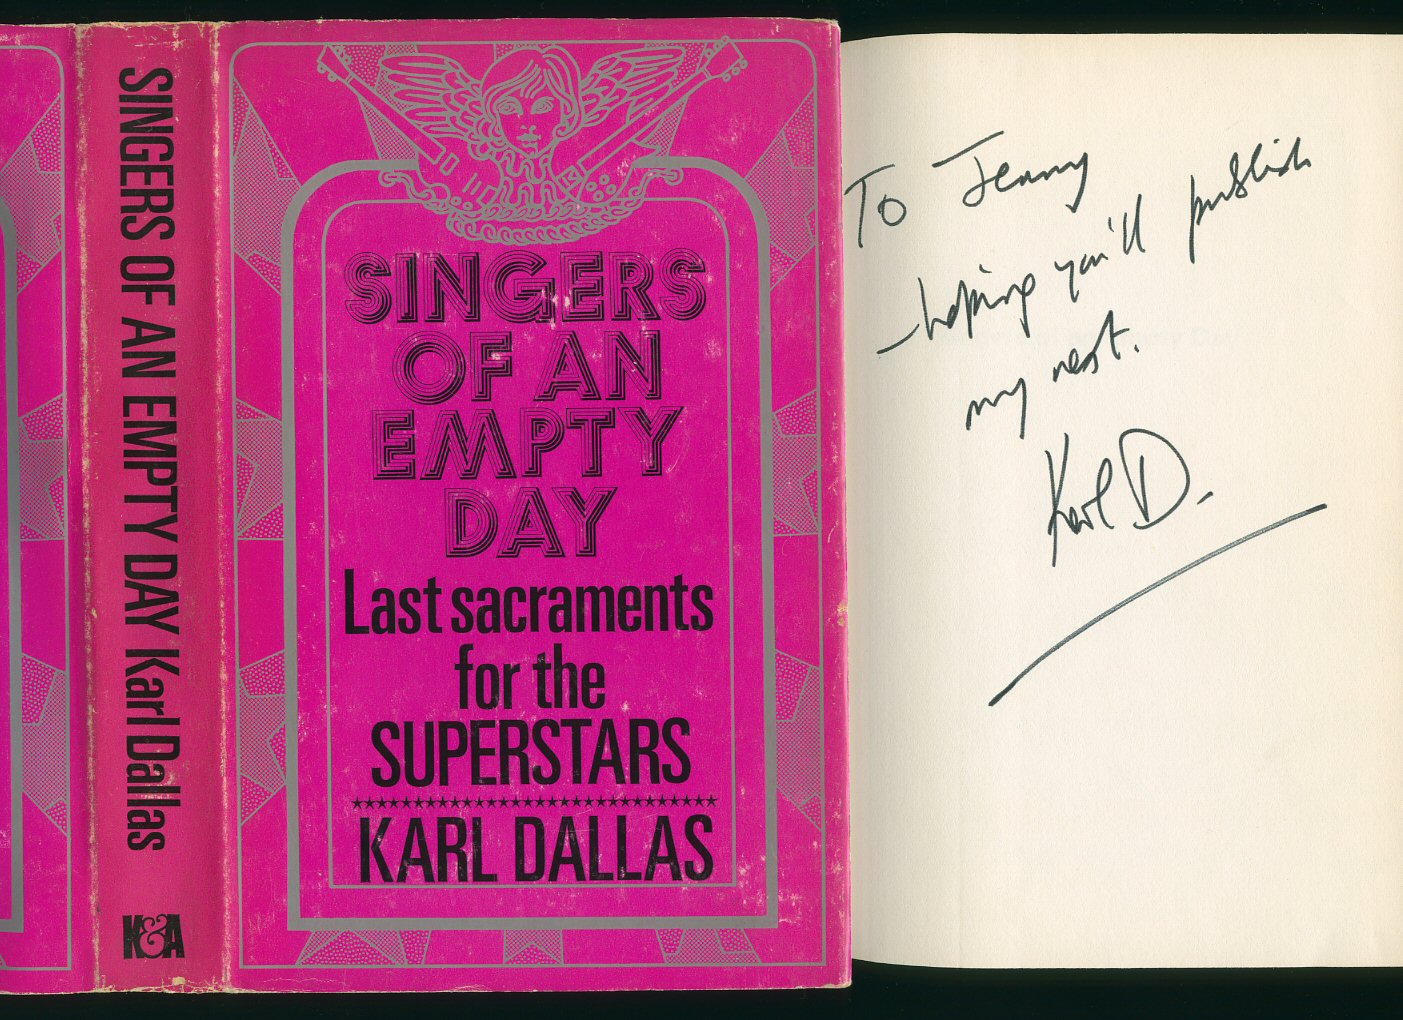 SINGERS OF AN EMPTY DAY Karl Dallas
K&A
SINGERS
OF AN
EMPTY
DAY
Last sacraments
for the
SUPERSTARS
KARL DALLAS
To Jenny
—hoping you'll publish
my next.
Karl D.